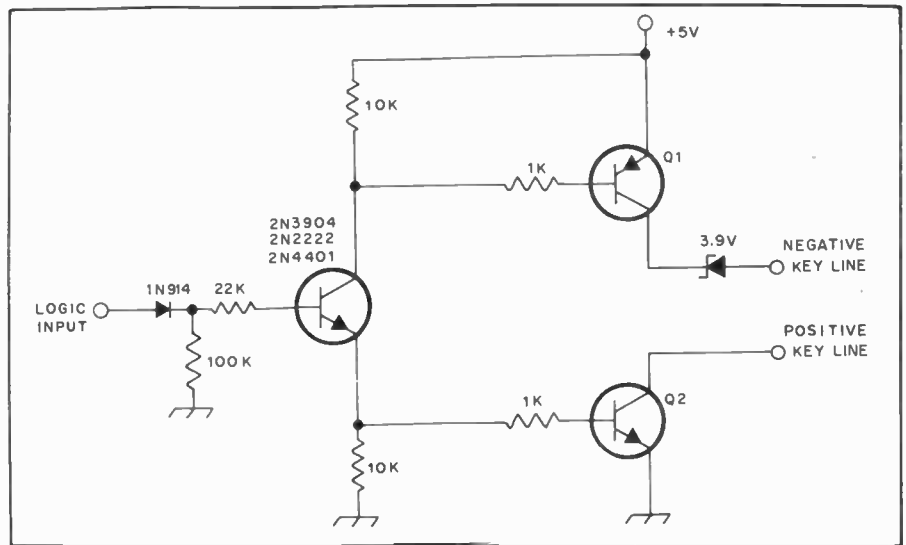 +5V
10K
1K
Q1
2N3904
2N2222
2N4401
3.9V
NEGATIVE
KEY LINE
1N914
22K
LOGIC
INPUT
100K
POSITIVE
KEY LINE
1K
Q2
10K